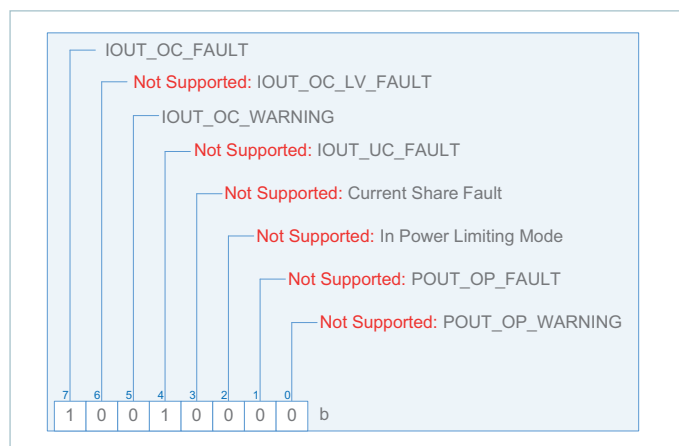 IOUT_OC_FAULT
Not Supported: IOUT_OC_LV_FAULT
IOUT_OC_WARNING
Not Supported: IOUT_UC_FAULT
Not Supported: Current Share Fault
Not Supported: In Power Limiting Mode
Not Supported: POUT_OP_FAULT
Not Supported: POUT_OP_WARNING
7 6 5 4 3 2 1 0
1 0 0 1 0 0 0 0 b